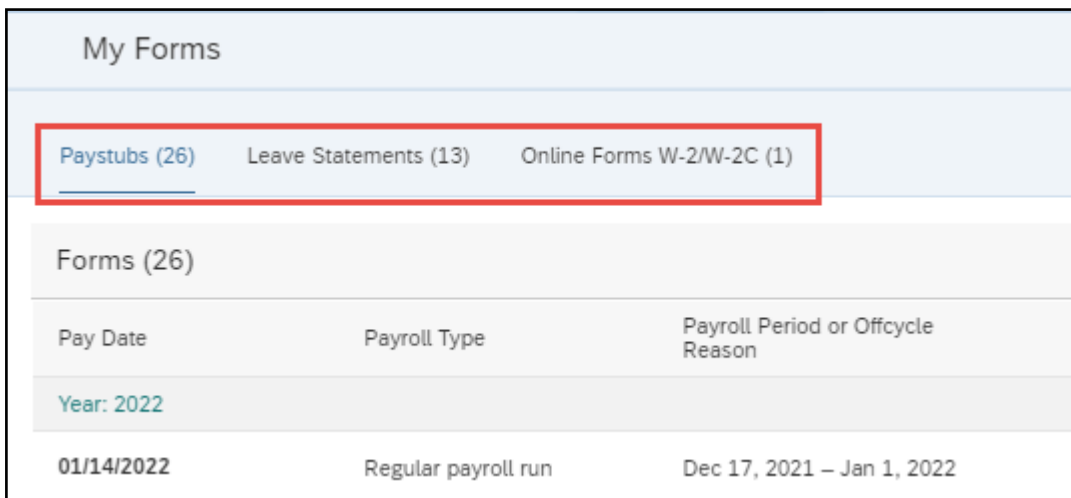 My Forms
Paystubs (26) Leave Statements (13) Online Forms W-2/W-2C (1)
Forms (26)
Pay Date Payroll Type Payroll Period or Offcycle
Reason
Year: 2022
01/14/2022 Regular payroll run Dec 17, 2021 – Jan 1, 2022